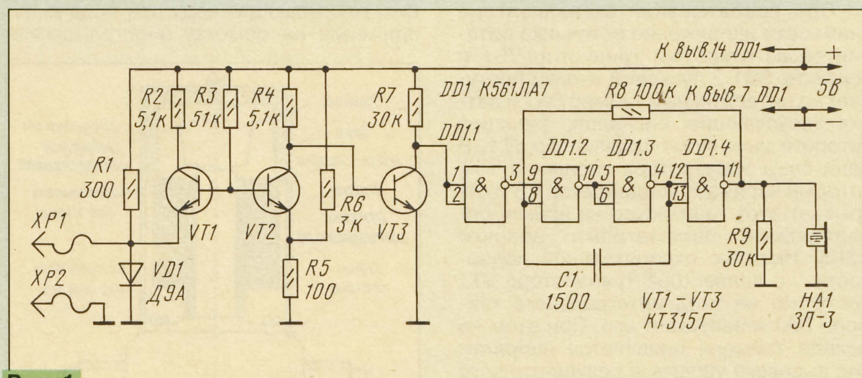 К выв.14 DD1
+
R2
5,1к
R3
51к
R4
5,1к
R7
30к
DD1 К561ЛА7
R8 100к
К выв.7 DD1
5В
−
DD1.1
R1
300
1
2
&
3
9
8
DD1.2
&
10
5
6
DD1.3
&
4
12
13
DD1.4
&
11
XP1
VT1
VT2
R6
3к
VT3
XP2
VD1
Д9А
R5
100
C1
1500
VT1-VT3
КТ315Г
R9
30к
HA1
ЗП-3